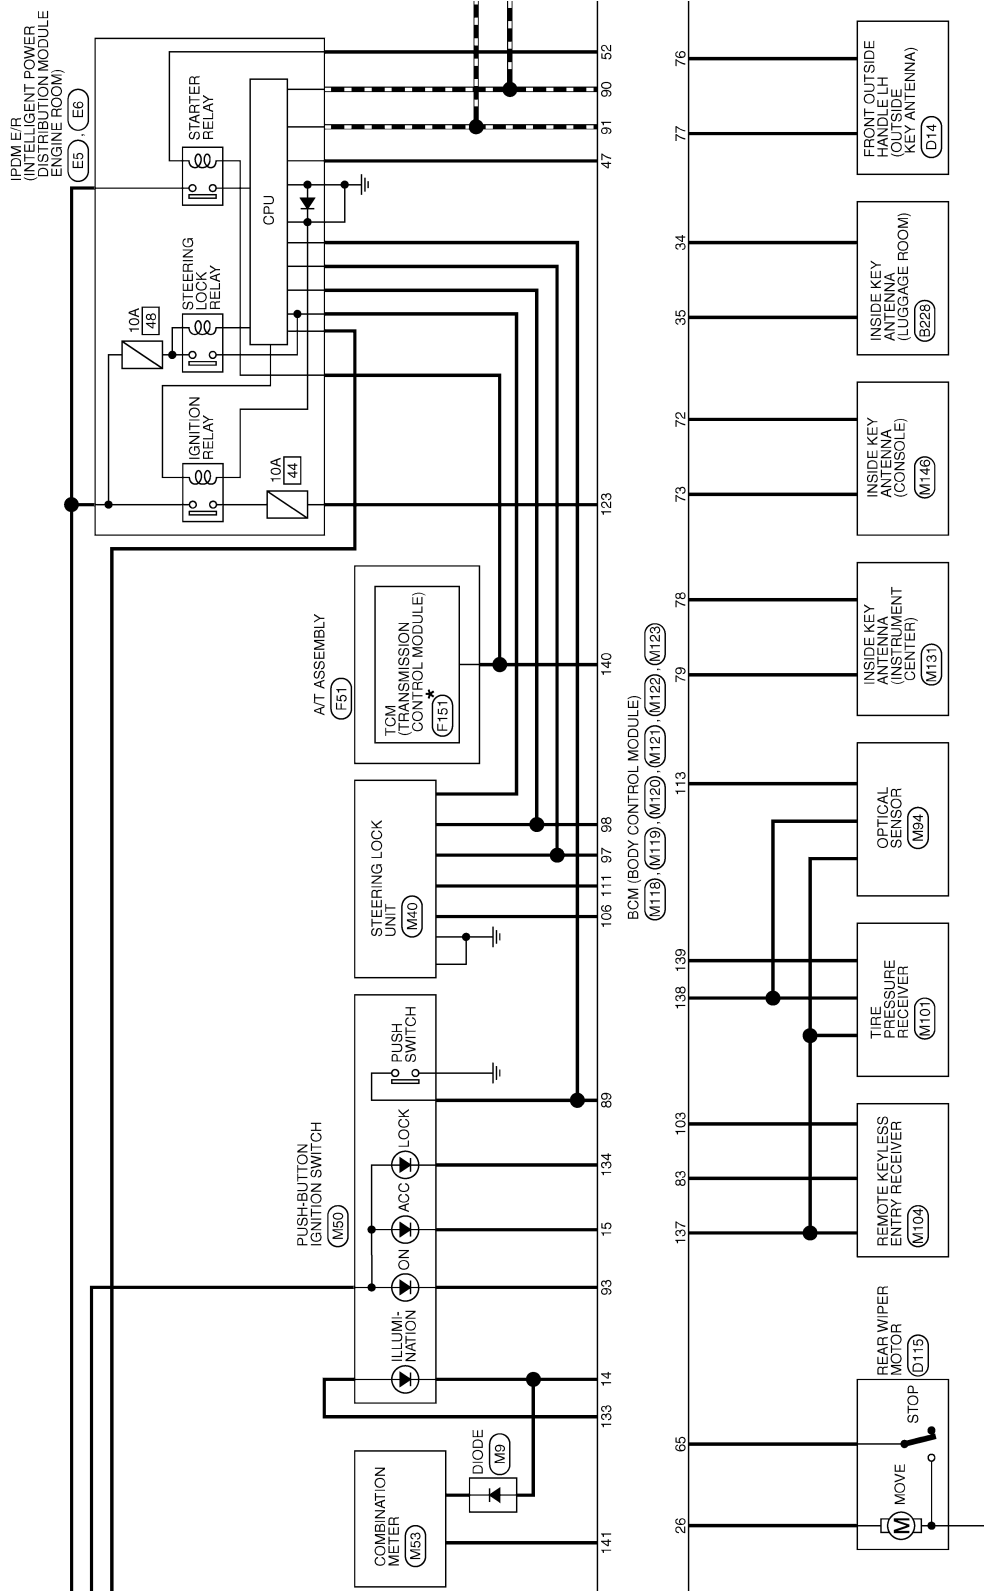 IPDM E/R
(INTELLIGENT POWER
DISTRIBUTION MODULE
ENGINE ROOM)
E5 , E6
STARTER
RELAY
CPU
STEERING
LOCK
RELAY
10A
48
IGNITION
RELAY
10A
44
A/T ASSEMBLY
F51
TCM
(TRANSMISSION
CONTROL MODULE)
*
F151
STEERING LOCK
UNIT
M40
PUSH-BUTTON
IGNITION SWITCH
M50
PUSH
SWITCH
LOCK
ACC
ON
ILLUMI-
NATION
COMBINATION
METER
M53
DIODE
M9
52
90
91
47
123
140
98
97
111
106
89
134
15
93
14
133
141
BCM (BODY CONTROL MODULE)
M118 , M119 , M120 , M121 , M122 , M123
76
77
34
35
72
73
78
79
113
139
138
103
83
137
65
26
FRONT OUTSIDE
HANDLE LH
(OUTSIDE
KEY ANTENNA)
D14
INSIDE KEY
ANTENNA
(LUGGAGE ROOM)
B228
INSIDE KEY
ANTENNA
(CONSOLE)
M146
INSIDE KEY
ANTENNA
(INSTRUMENT
CENTER)
M131
OPTICAL
SENSOR
M94
TIRE
PRESSURE
RECEIVER
M101
REMOTE KEYLESS
ENTRY RECEIVER
M104
REAR WIPER
MOTOR
D115
STOP
MOVE
M